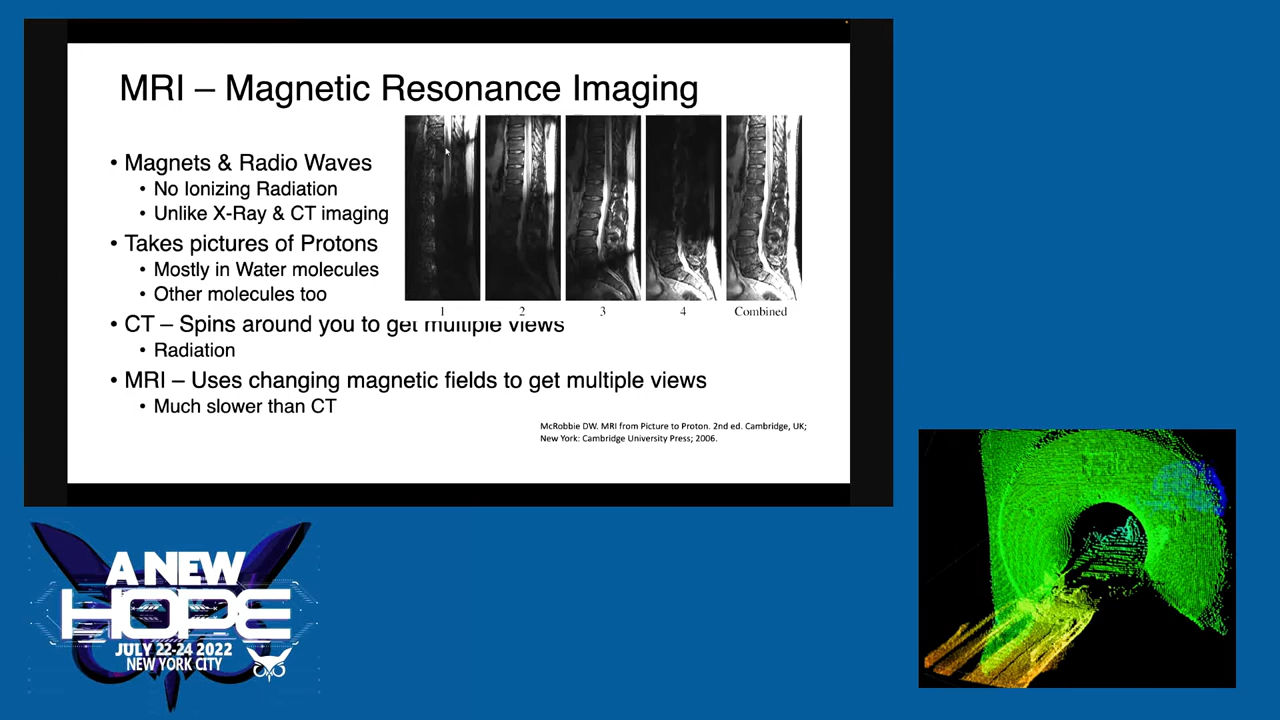 MRI – Magnetic Resonance Imaging
• Magnets & Radio Waves
• No Ionizing Radiation
• Unlike X-Ray & CT imaging
• Takes pictures of Protons
• Mostly in Water molecules
• Other molecules too
1 2 3 4 Combined
• CT – Spins around you to get multiple views
• Radiation
• MRI – Uses changing magnetic fields to get multiple views
• Much slower than CT
McRobbie DW. MRI from Picture to Proton. 2nd ed. Cambridge, UK;
New York: Cambridge University Press; 2006.
A NEW
HOPE
JULY 22-24 2022
NEW YORK CITY